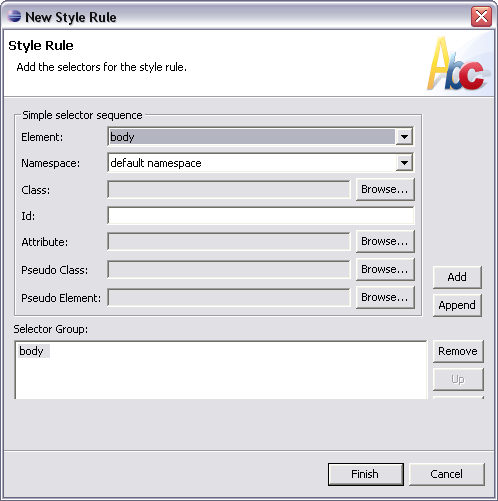 New Style Rule
Style Rule
Add the selectors for the style rule.
Abc
Simple selector sequence
Element: body
Namespace: default namespace
Class: Browse...
Id:
Attribute: Browse...
Pseudo Class: Browse...
Pseudo Element: Browse...
Add
Append
Selector Group:
body
Remove
Up
Finish Cancel